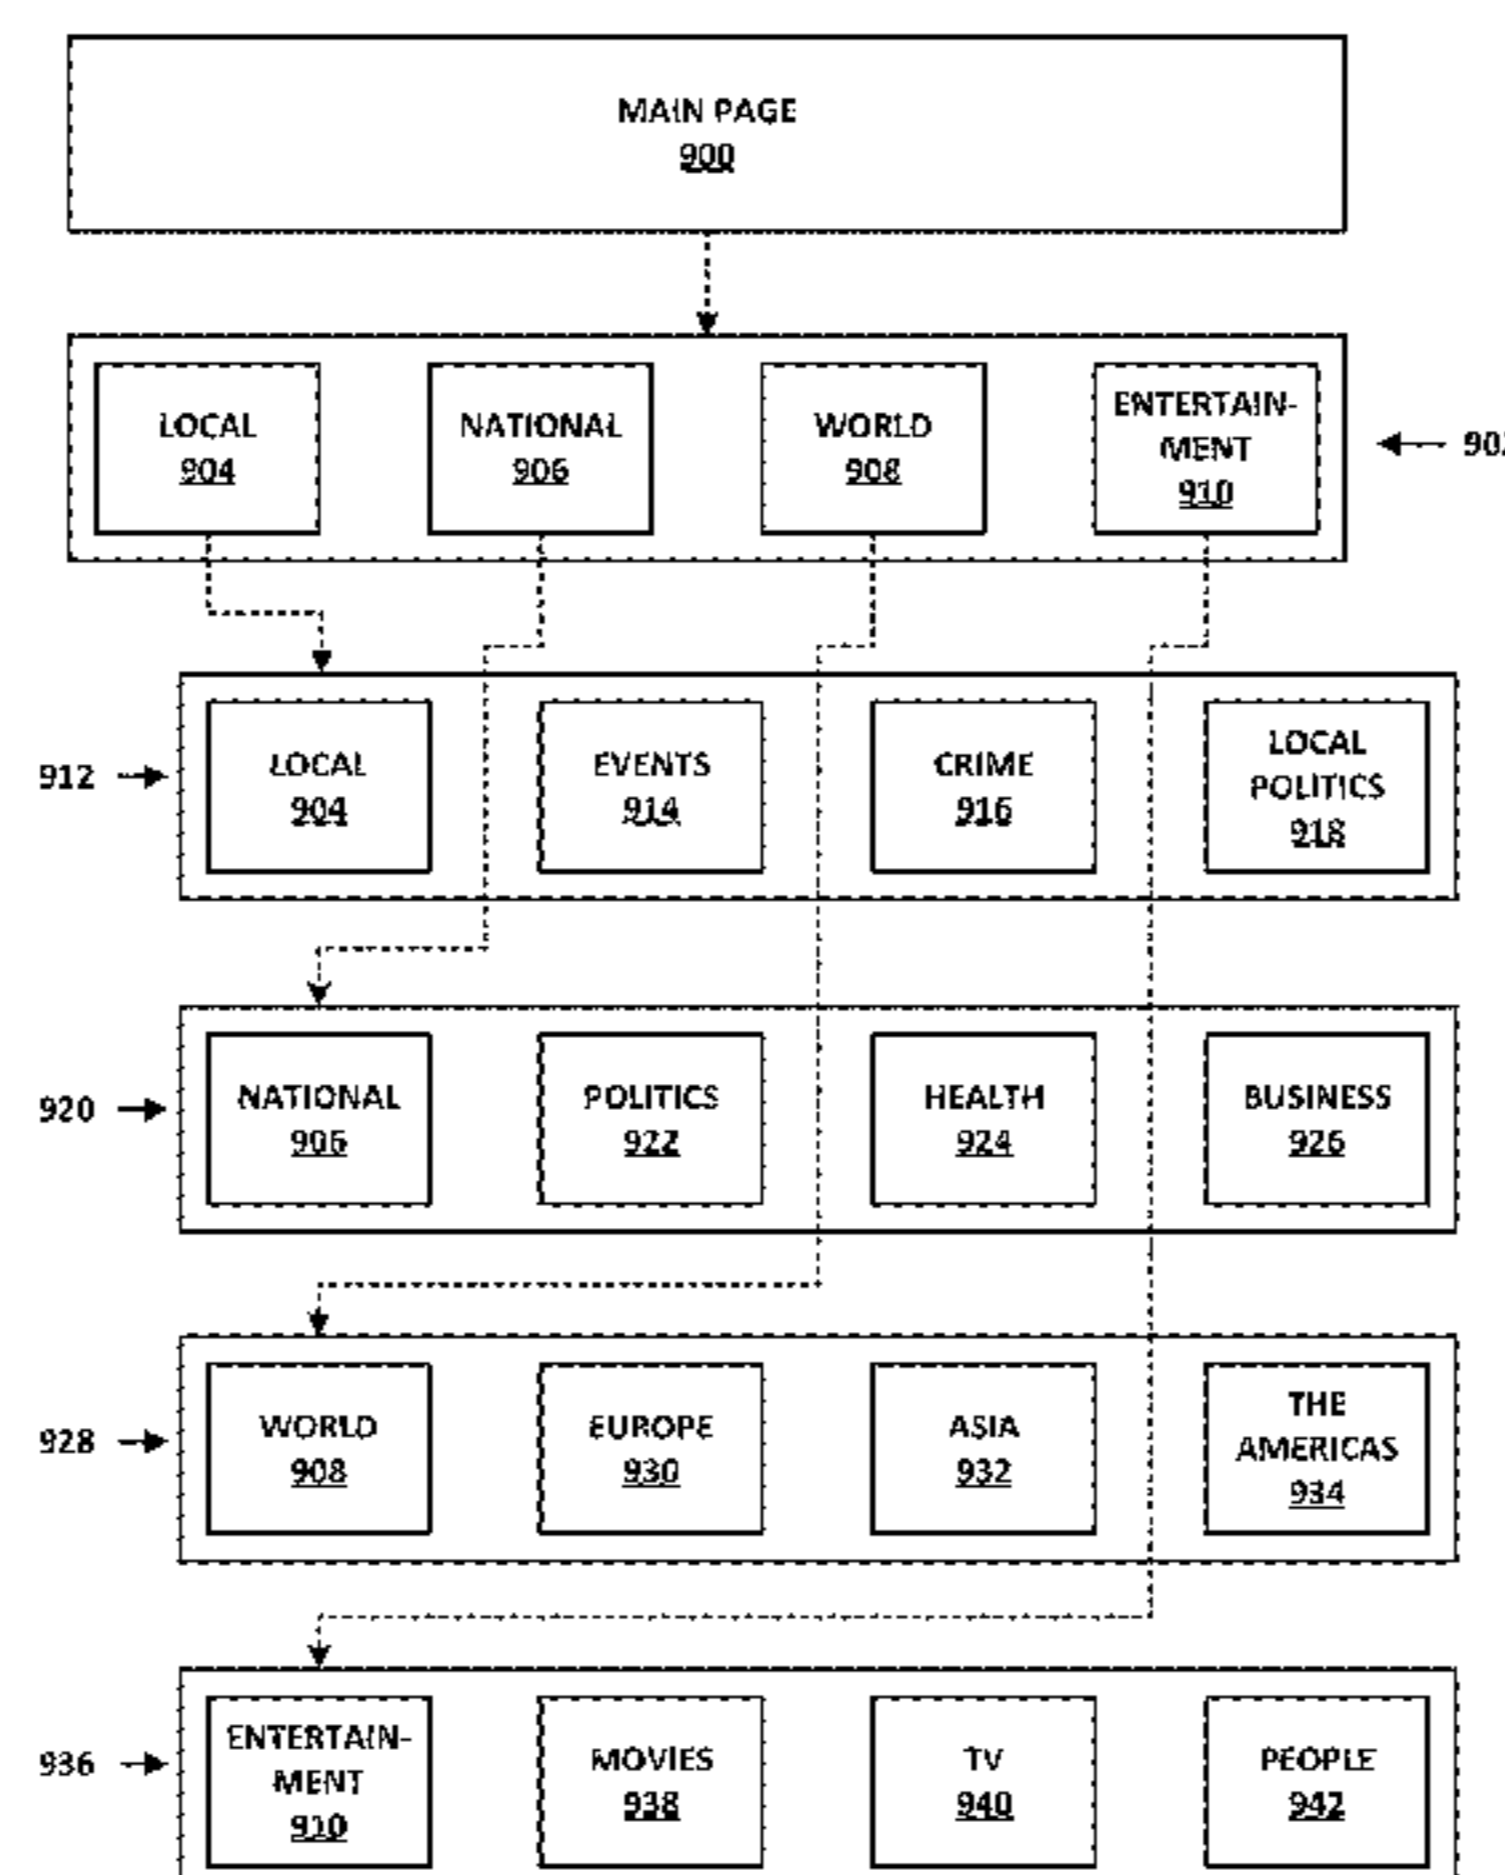 MAIN PAGE
900
LOCAL
904
NATIONAL
906
WORLD
908
ENTERTAIN-
MENT
910
912
LOCAL
904
EVENTS
914
CRIME
916
LOCAL
POLITICS
918
920
NATIONAL
906
POLITICS
922
HEALTH
924
BUSINESS
926
928
WORLD
908
EUROPE
930
ASIA
932
THE
AMERICAS
934
936
ENTERTAIN-
MENT
910
MOVIES
938
TV
940
PEOPLE
942